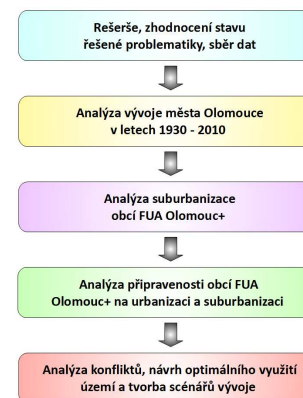 Rešerše, zhodnocení stavu
řešené problematiky, sběr dat
Analýza vývoje města Olomouce
v letech 1930 - 2010
Analýza suburbanizace
obcí FUA Olomouc+
Analýza připravenosti obcí FUA
Olomouc+ na urbanizaci a suburbanizaci
Analýza konfliktů, návrh optimálního využití
území a tvorba scénářů vývoje